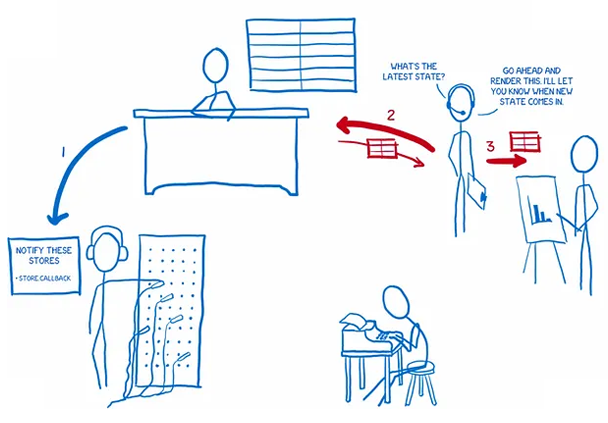 WHAT'S THE
LATEST STATE?
GO AHEAD AND
RENDER THIS. I'LL LET
YOU KNOW WHEN NEW
STATE COMES IN.
2
3
1
NOTIFY THESE
STORES
• STORE.CALLBACK